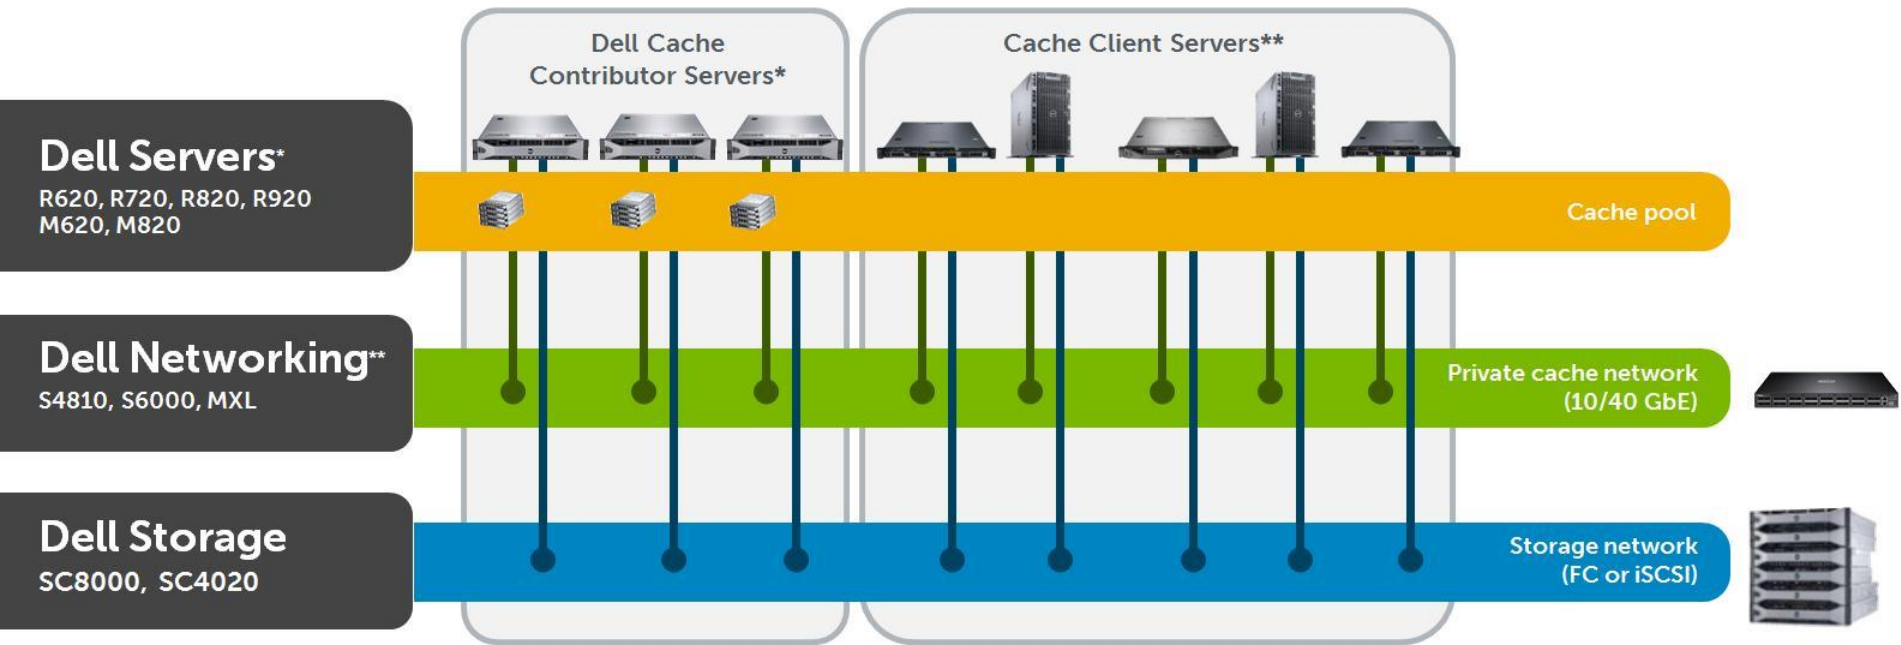 Dell Cache
Contributor Servers*
Cache Client Servers**
Dell Servers*
R620, R720, R820, R920
M620, M820
Cache pool
Dell Networking**
S4810, S6000, MXL
Private cache network
(10/40 GbE)
Dell Storage
SC8000, SC4020
Storage network
(FC or iSCSI)